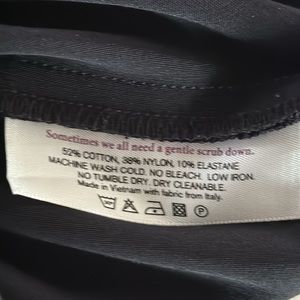 Sometimes we all need a gentle scrub down.
52% COTTON, 38% NYLON, 10% ELASTANE
MACHINE WASH COLD. NO BLEACH. LOW IRON.
NO TUMBLE DRY. DRY CLEANABLE.
Made in Vietnam with fabric from Italy.
30° P